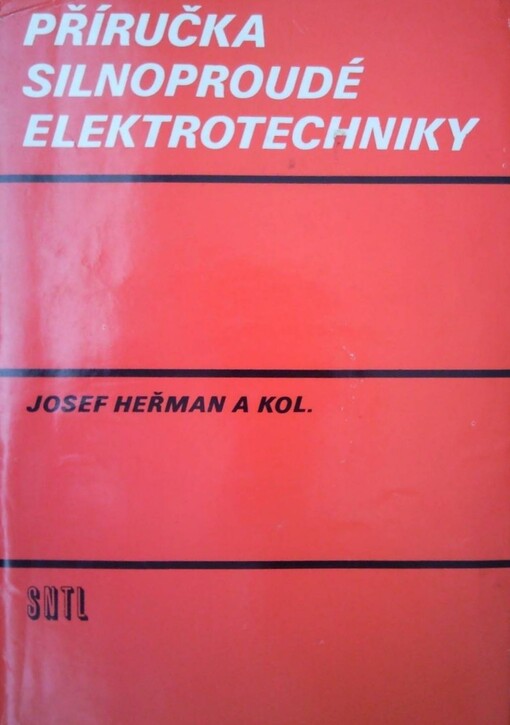 PŘÍRUČKA
SILNOPROUDÉ
ELEKTROTECHNIKY
JOSEF HEŘMAN A KOL.
SNTL